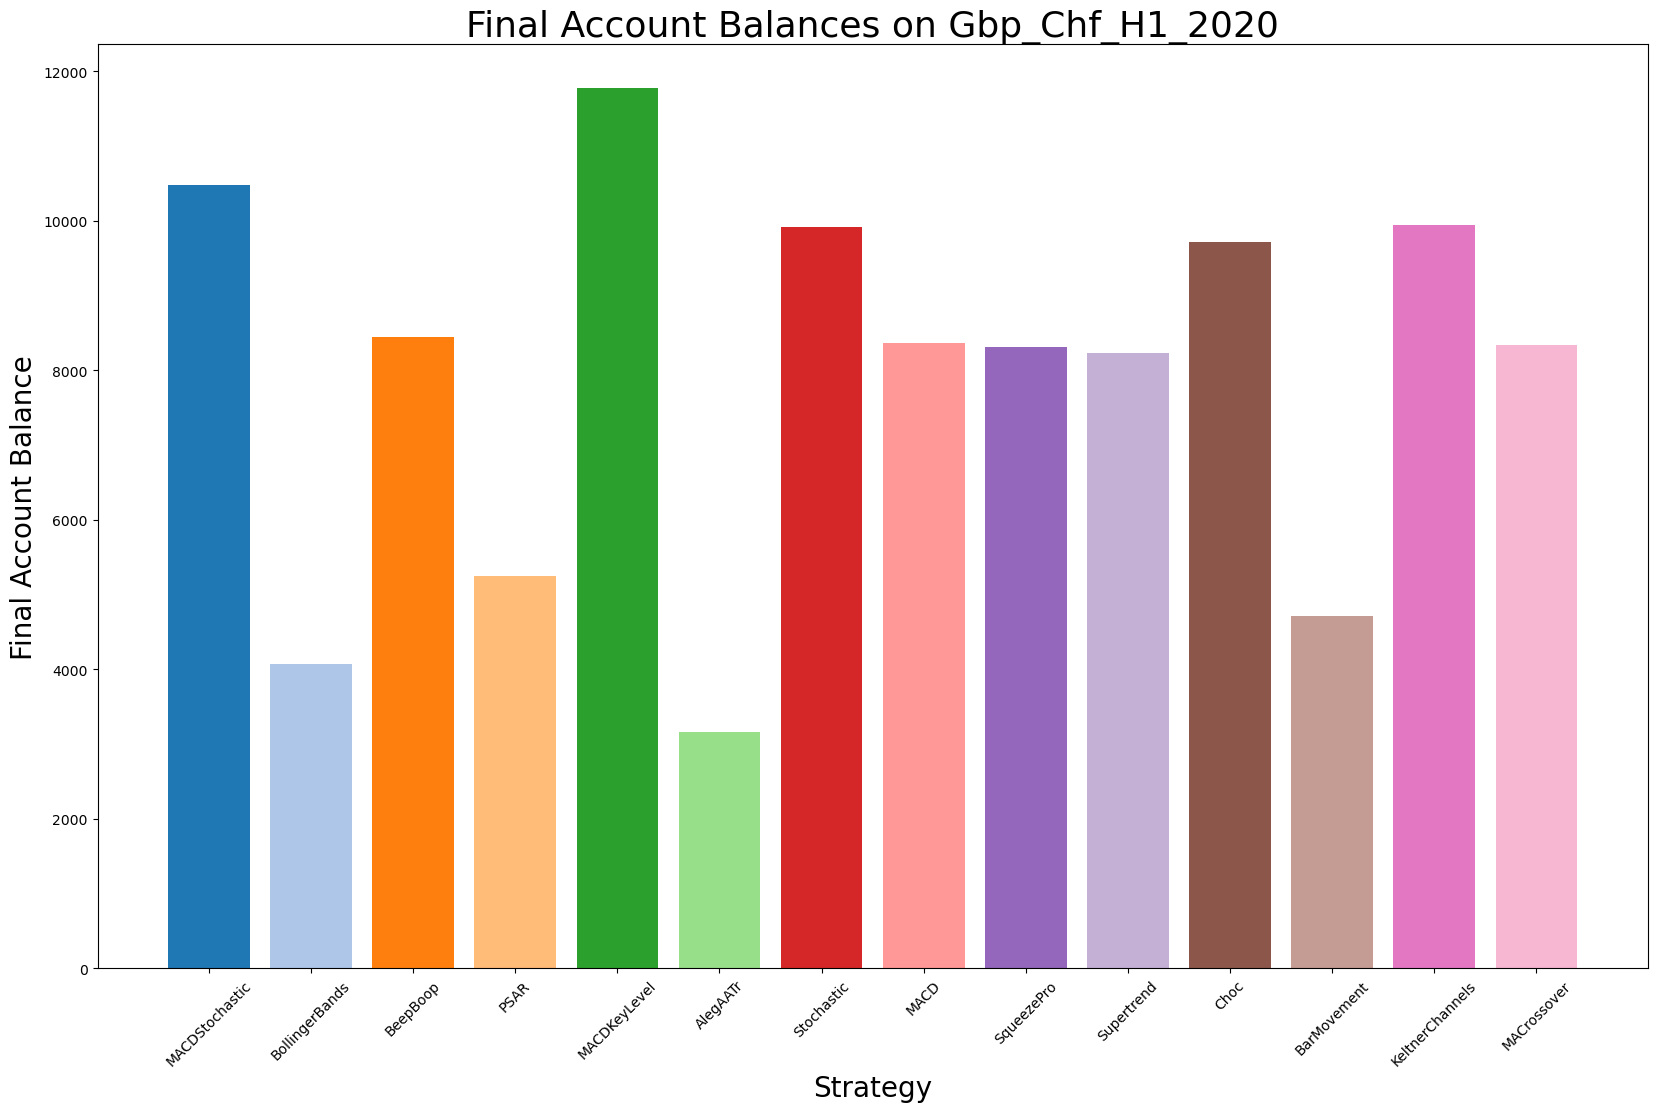 Final Account Balances on Gbp_Chf_H1_2020
Final Account Balance
12000
10000
8000
6000
4000
2000
0
MACDStochastic
BollingerBands
BeepBoop
PSAR
MACDKeyLevel
AlegAATr
Stochastic
MACD
SqueezePro
Supertrend
Choc
BarMovement
KeltnerChannels
MACrossover
Strategy